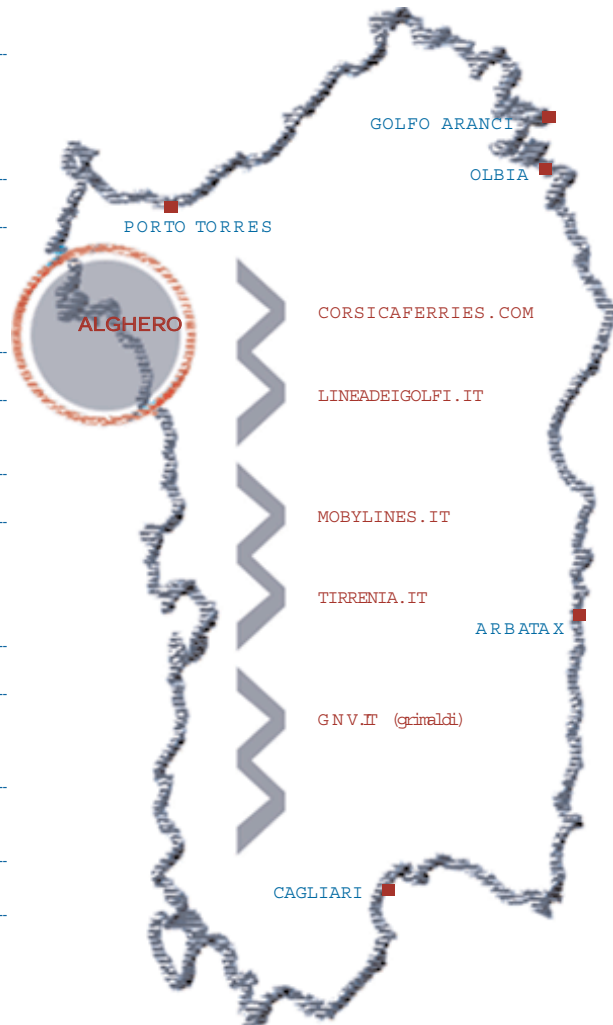 GOLFO ARANCI
OLBIA
PORTO TORRES
CORSICAFERRIES.COM
ALGHERO
LINEADEIGOLFI.IT
MOBYLINES.IT
TIRRENIA.IT
ARBATAX
GNV.IT (grimaldi)
CAGLIARI